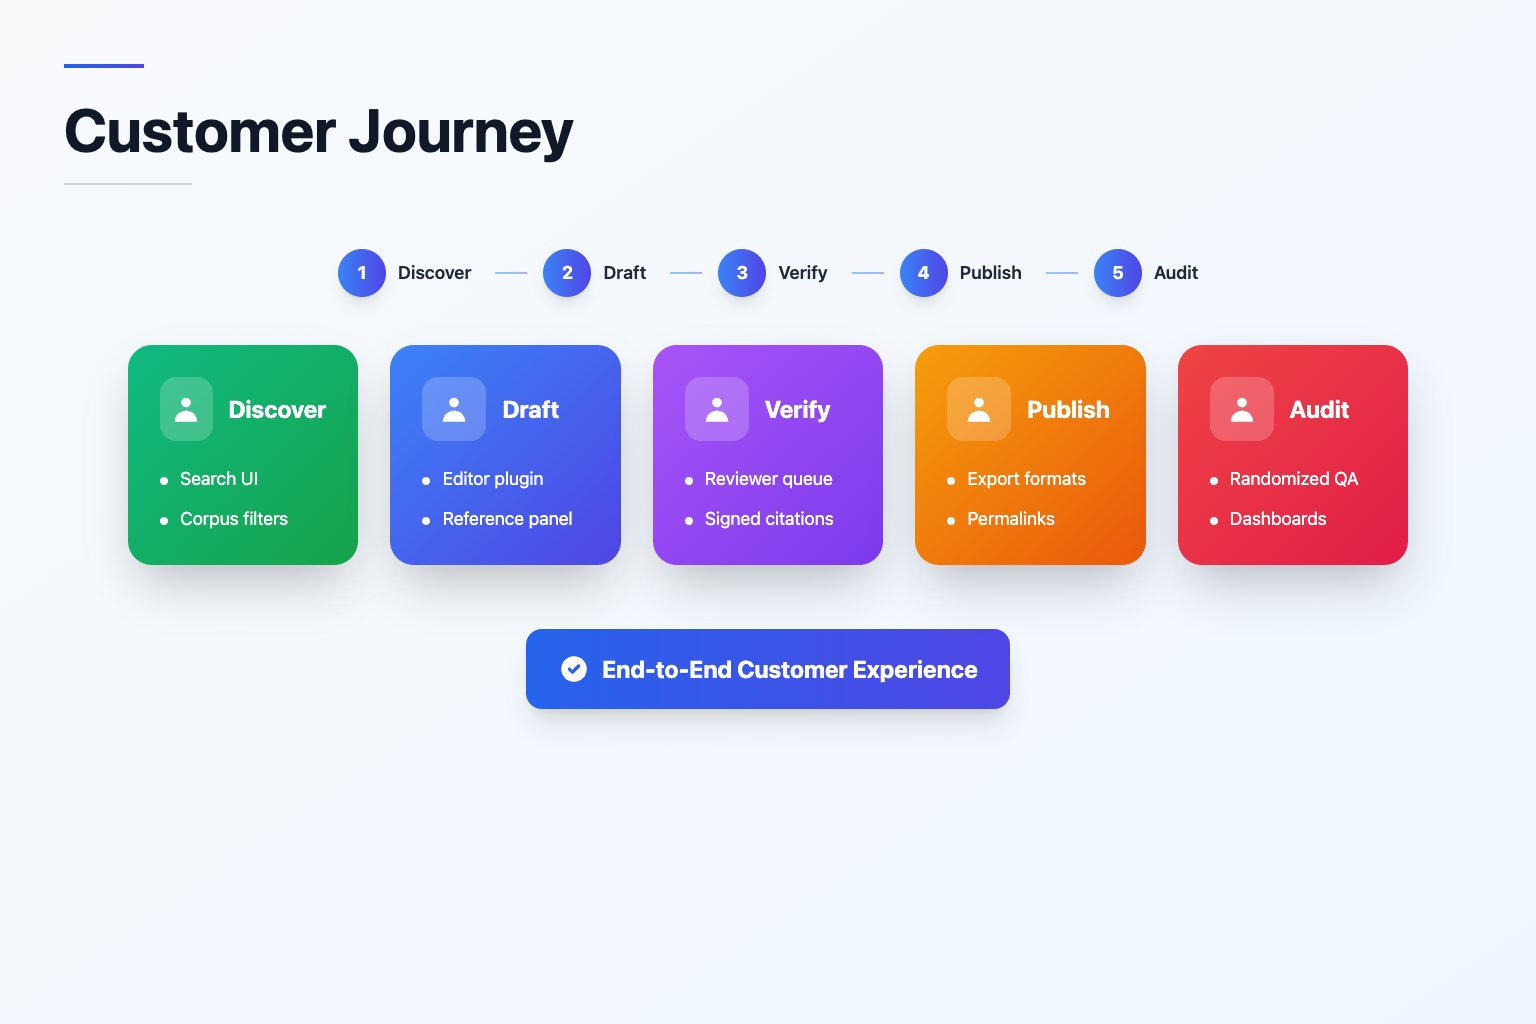 Customer Journey
1 Discover 2 Draft 3 Verify 4 Publish 5 Audit
Discover
Search UI
Corpus filters
Draft
Editor plugin
Reference panel
Verify
Reviewer queue
Signed citations
Publish
Export formats
Permalinks
Audit
Randomized QA
Dashboards
End-to-End Customer Experience